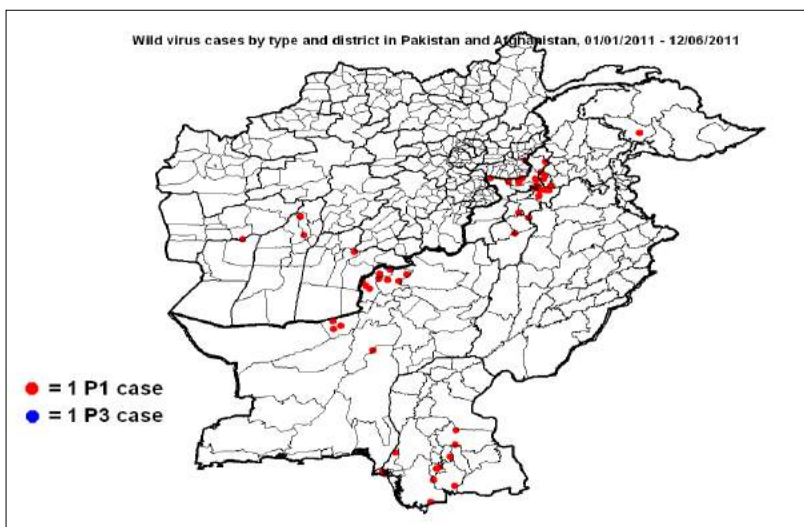 Wild virus cases by type and district in Pakistan and Afghanistan, 01/01/2011 - 12/06/2011
= 1 P1 case
= 1 P3 case